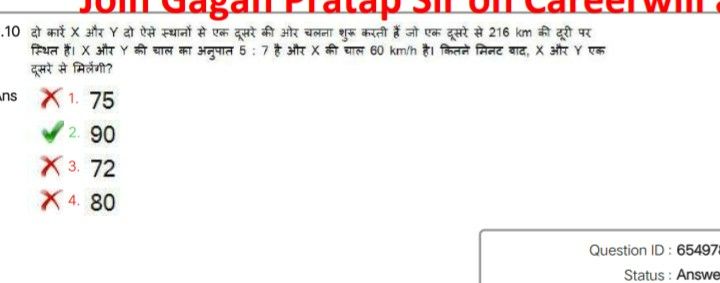 Join Gagan Pratap Sir on Careerwill
.10 दो कारें X और Y दो ऐसे स्थानों से एक दूसरे की ओर चलना शुरू करती हैं जो एक दूसरे से 216 km की दूरी पर
स्थित हैं। X और Y की चाल का अनुपात 5 : 7 है और X की चाल 60 km/h है। कितने मिनट बाद, X और Y एक
दूसरे से मिलेंगी?
ns
1. 75
2. 90
3. 72
4. 80
Question ID : 65497
Status : Answe